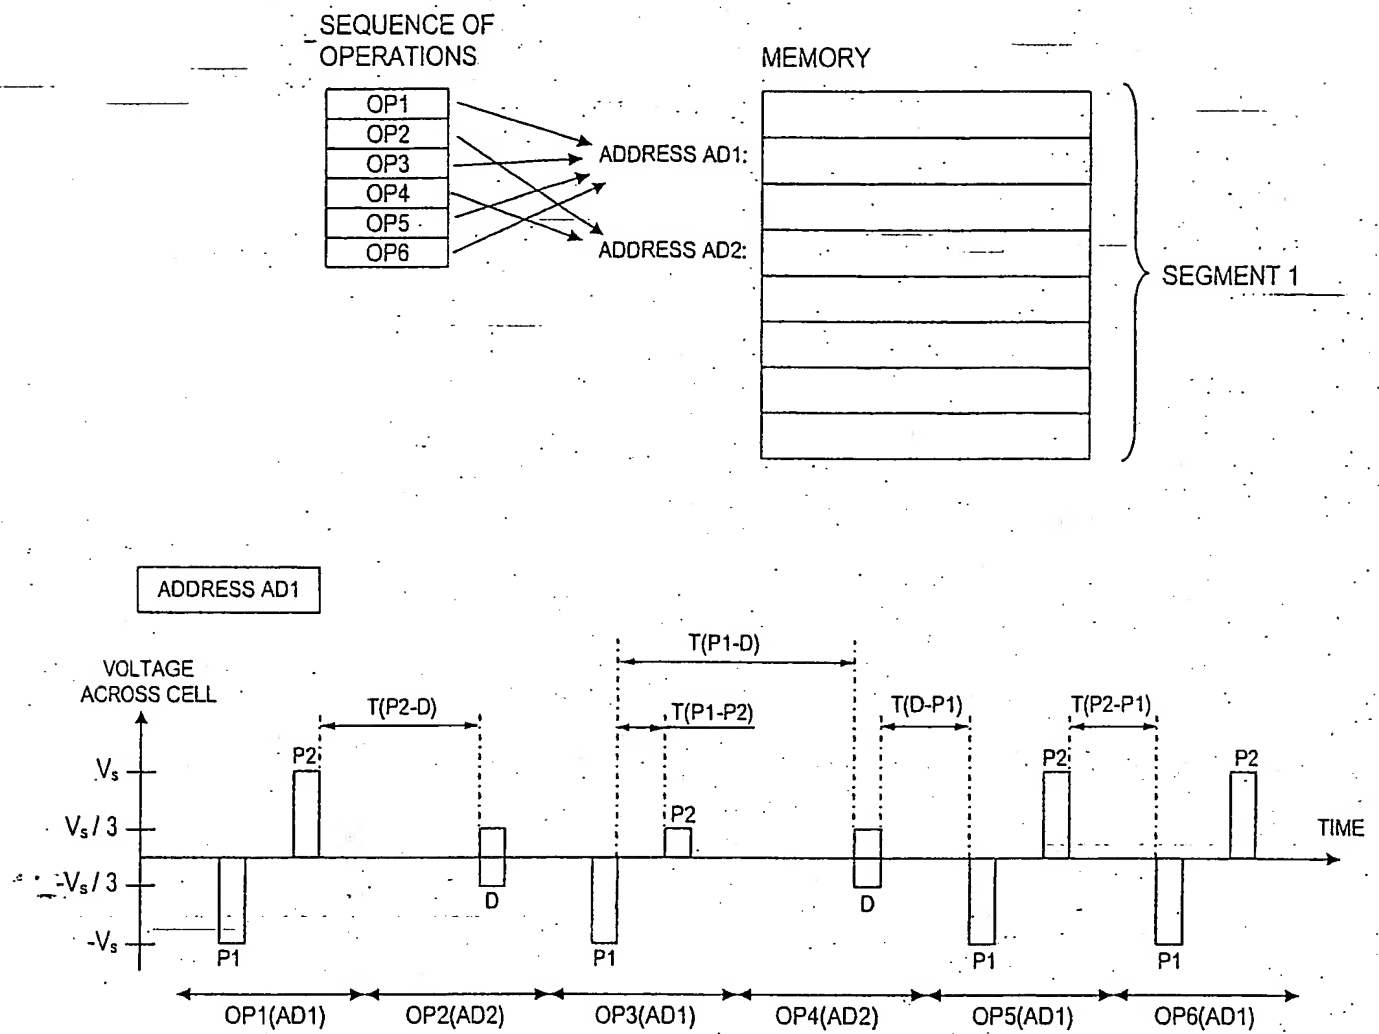 SEQUENCE OF
OPERATIONS
MEMORY
OP1
OP2
OP3
OP4
OP5
OP6
ADDRESS AD1:
ADDRESS AD2:
SEGMENT 1
ADDRESS AD1
VOLTAGE
ACROSS CELL
T(P1-D)
T(P2-D)
T(P1-P2)
T(D-P1)
T(P2-P1)
Vs
P2
P2
P2
Vs / 3
P2
TIME
-Vs / 3
D
D
-Vs
P1
P1
P1
P1
OP1(AD1)
OP2(AD2)
OP3(AD1)
OP4(AD2)
OP5(AD1)
OP6(AD1)